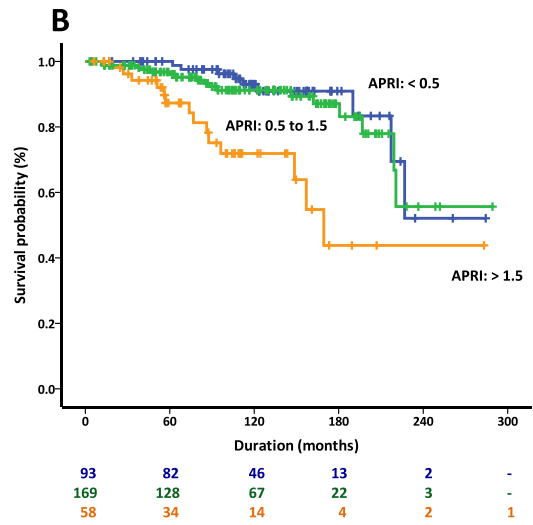 B
1.0
0.8
0.6
0.4
0.2
0.0
Survival probability (%)
APRI: < 0.5
APRI: 0.5 to 1.5
APRI: > 1.5
0 60 120 180 240 300
Duration (months)
93 82 46 13 2 -
169 128 67 22 3 -
58 34 14 4 2 1